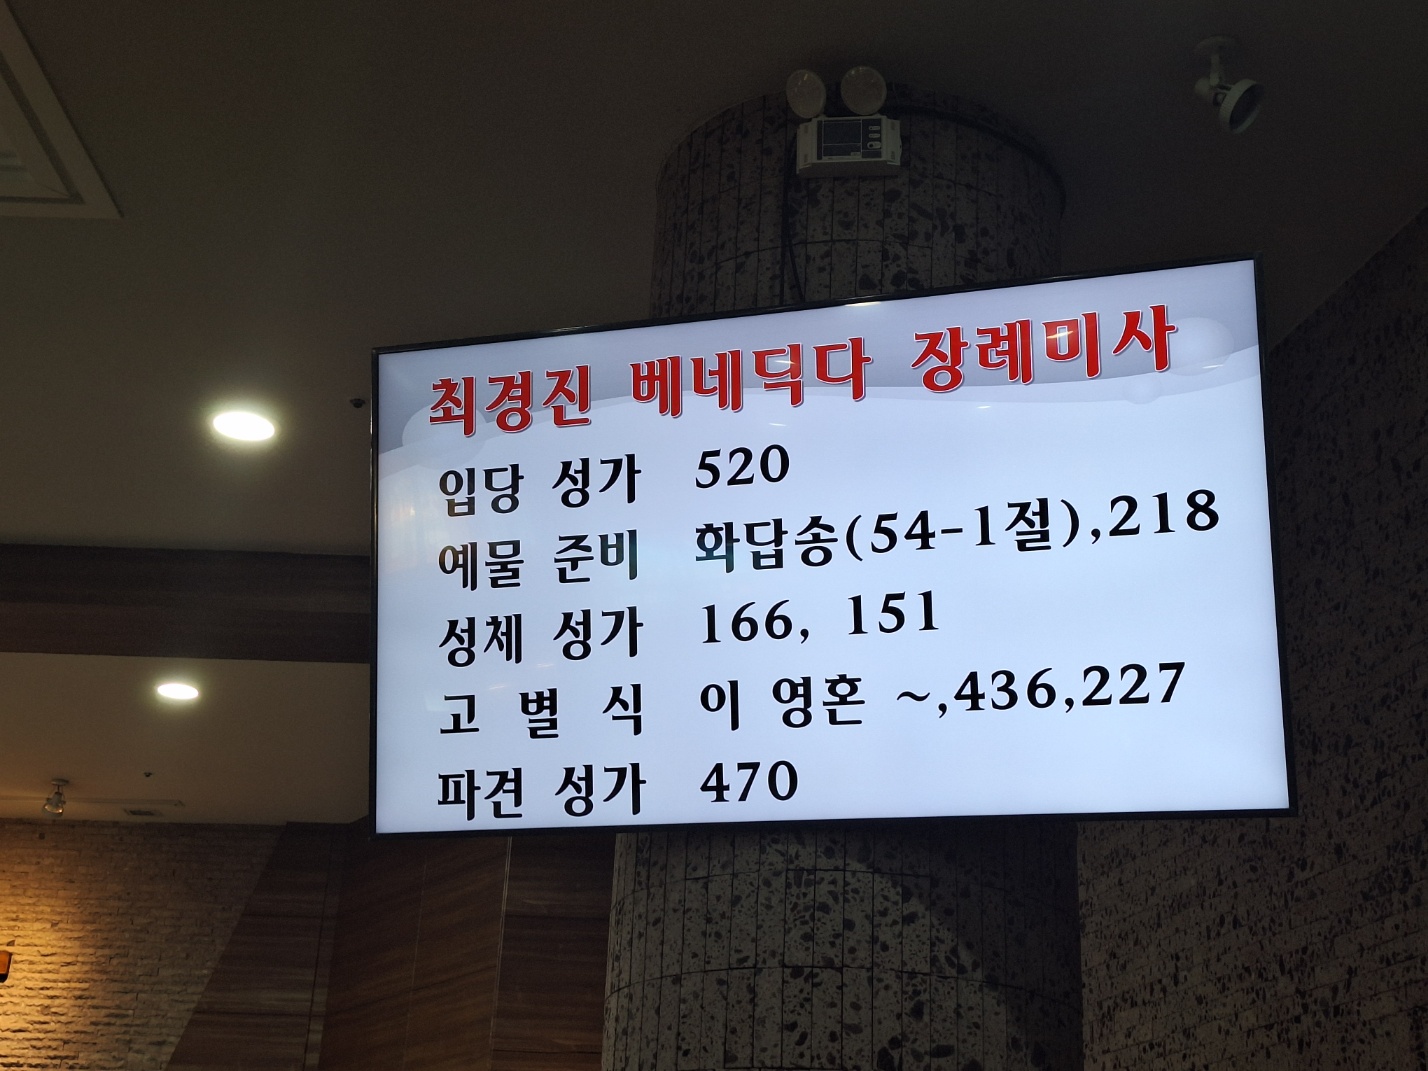 최경진 베네딕다 장례미사
입당 성가 520
예물 준비 화답송(54-1절),218
성체 성가 166, 151
고 별 식 이 영혼 ~,436,227
파견 성가 470